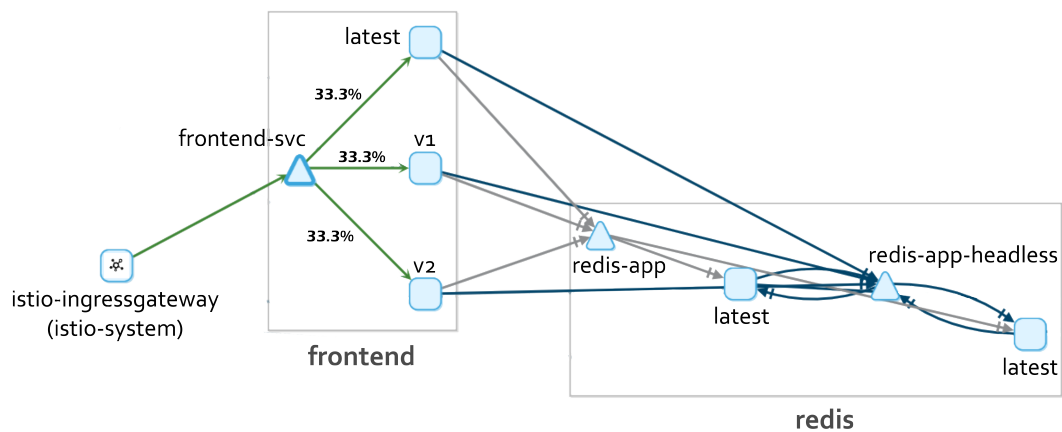 latest
33.3%
frontend-svc
v1
33.3%
33.3%
v2
istio-ingressgateway
(istio-system)
frontend
redis-app
redis-app-headless
latest
latest
redis